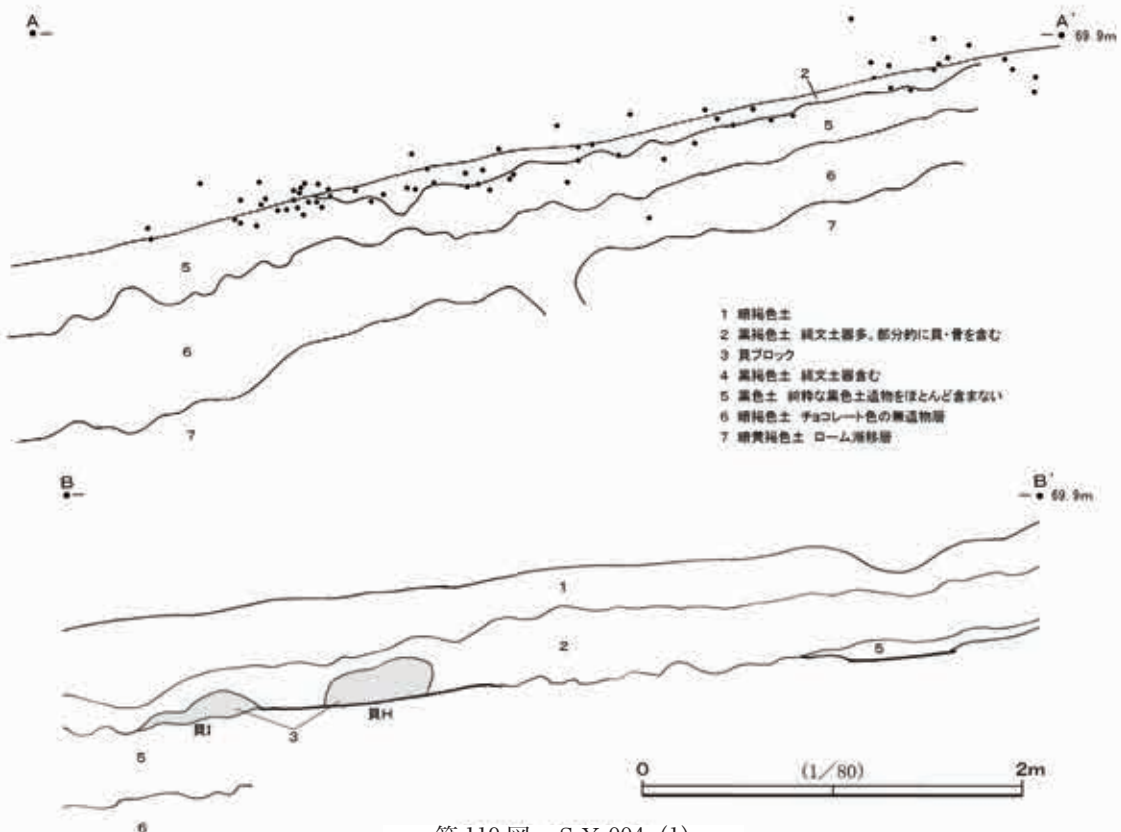 A
A'
69.9m
2
5
6
7
5
6
7
1 暗褐色土
2 黒褐色土 縄文土器多。部分的に貝・骨を含む
3 貝ブロック
4 黒褐色土 縄文土器含む
5 黒色土 純粋な黒色土遺物をほとんど含まない
6 暗褐色土 チョコレート色の無遺物層
7 暗黄褐色土 ローム漸移層
B
B'
69.9m
1
2
5
貝I
3
貝H
5
6
0
(1/80)
2m
第110図 SX-004 (1)